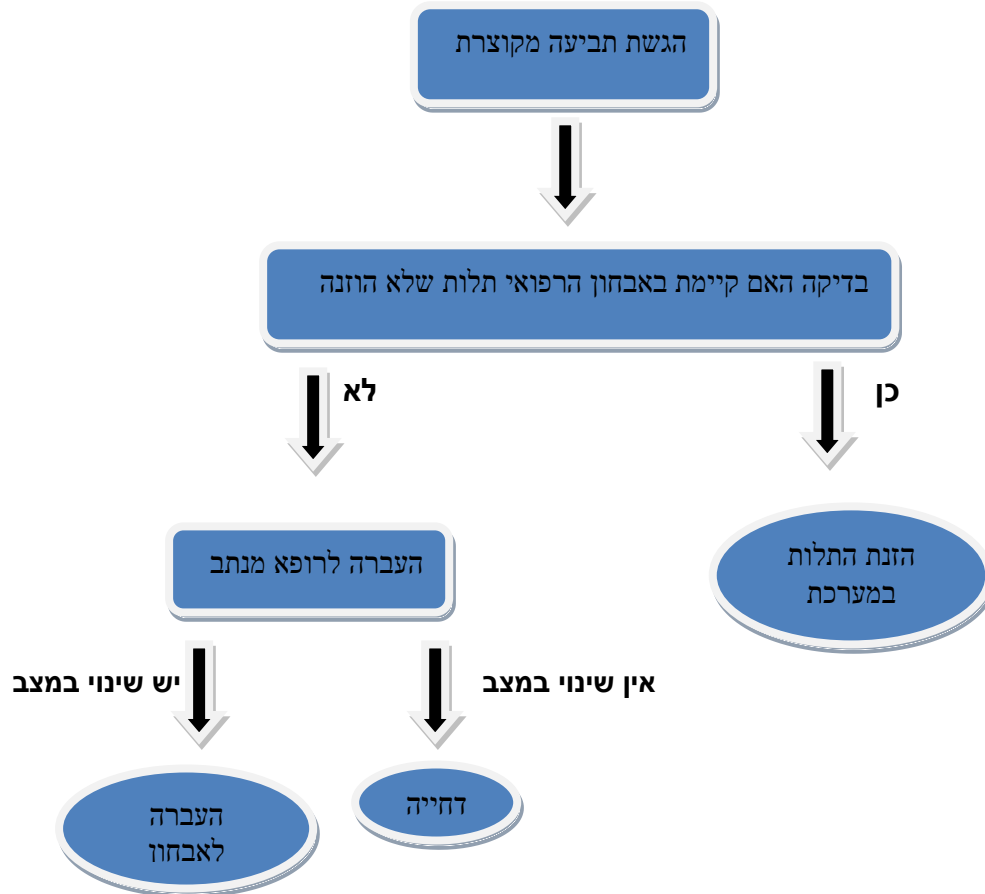 הגשת תביעה מקוצרת
בדיקה האם קיימת באבחון הרפואי תלות שלא הוזנה
כן
לא
הזנת התלות
במערכת
העברה לרופא מנתב
אין שינוי במצב
יש שינוי במצב
דחייה
העברה
לאבחון